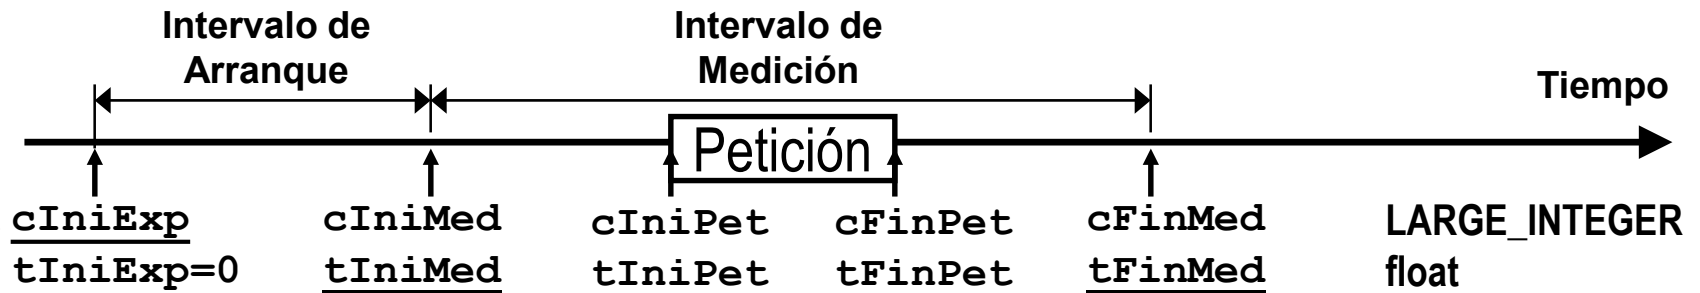 Intervalo de Arranque
Intervalo de Medición
Tiempo
Petición
cIniExp cIniMed cIniPet cFinPet cFinMed LARGE_INTEGER
tIniExp=0 tIniMed tIniPet tFinPet tFinMed float